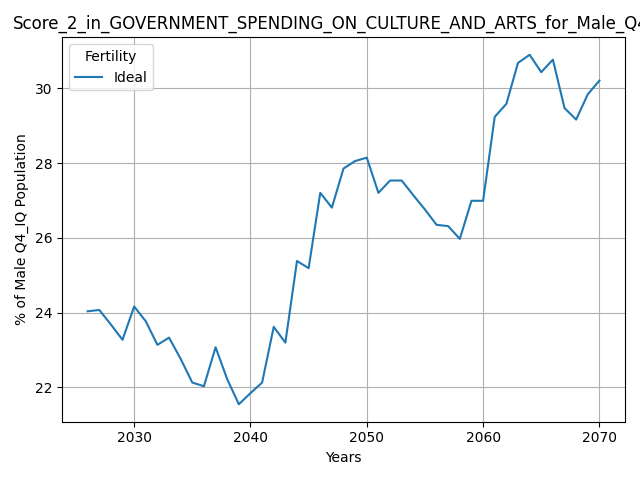 Score_2_in_GOVERNMENT_SPENDING_ON_CULTURE_AND_ARTS_for_Male_Q4
Fertility
Ideal
% of Male Q4_IQ Population
30
28
26
24
22
2030 2040 2050 2060 2070
Years